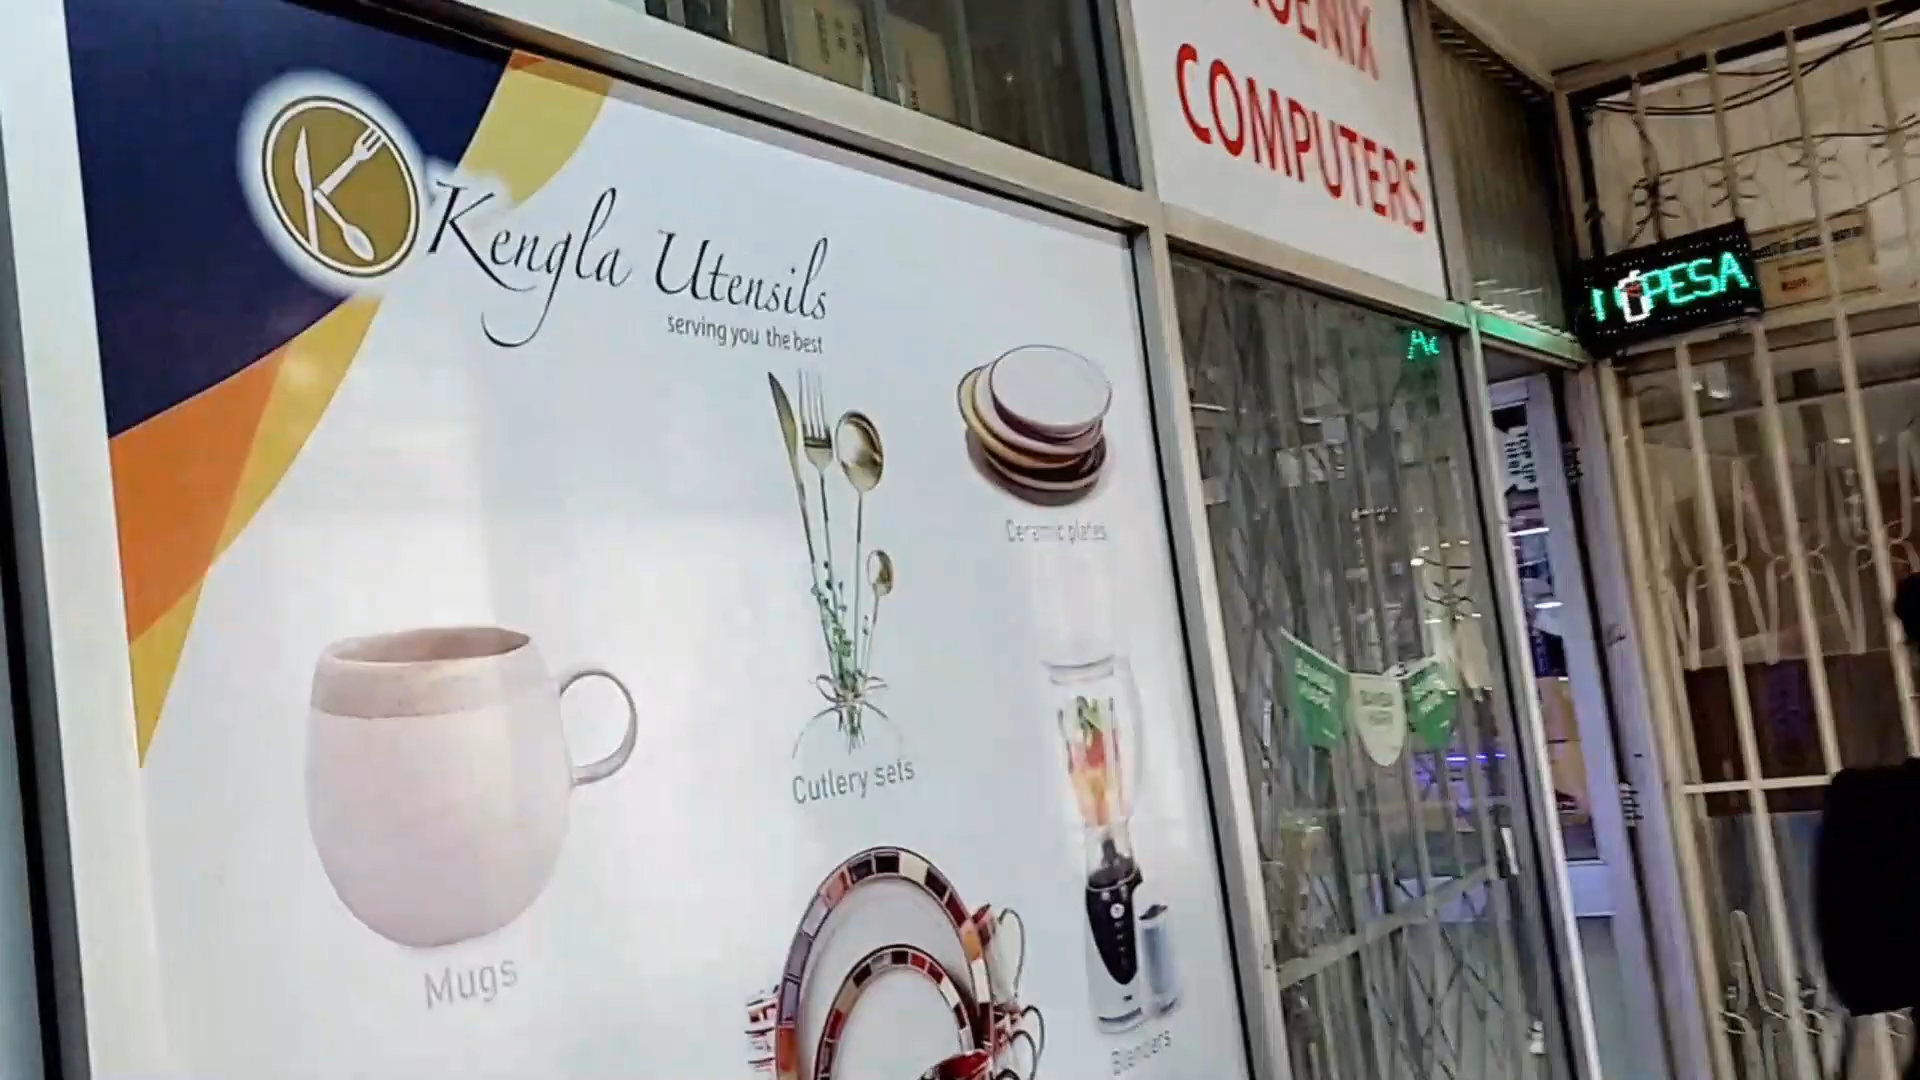 Kengla Utensils
serving you the best
Ceramic plates
Cutlery sets
Mugs
Blenders
COMPUTERS
PESA